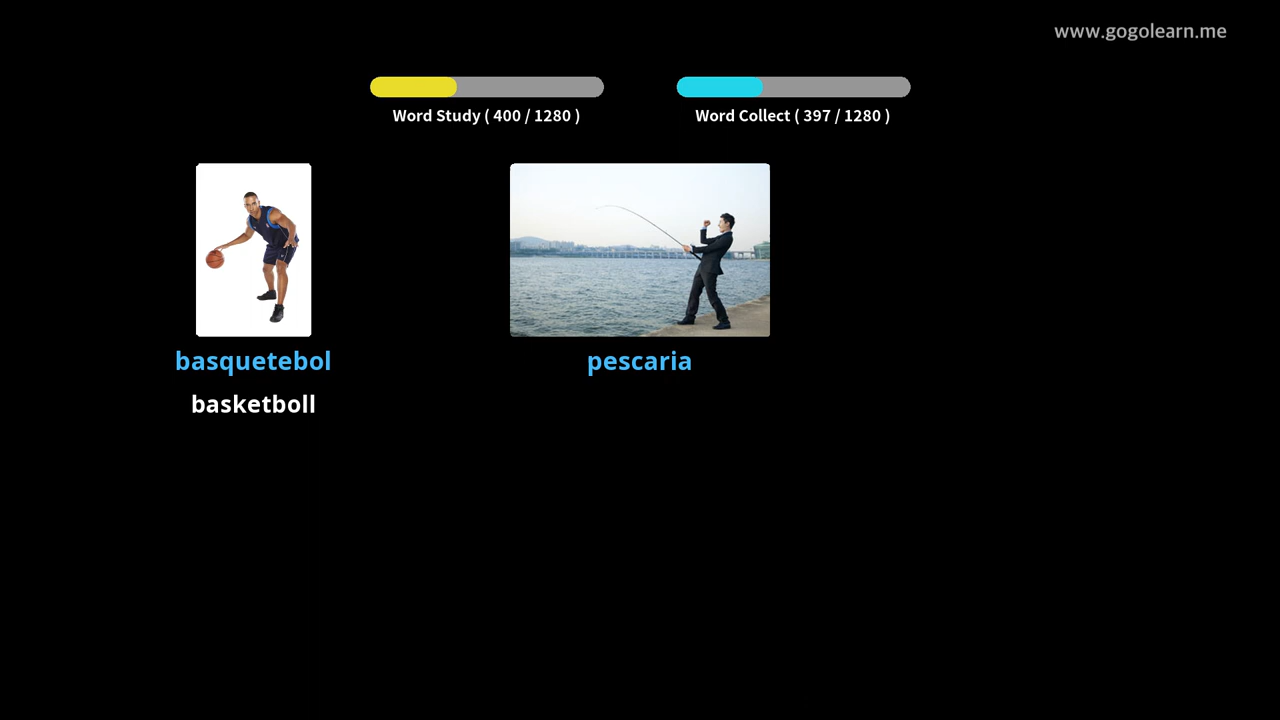 www.gogolearn.me
Word Study ( 400 / 1280 )
Word Collect ( 397 / 1280 )
basquetebol
pescaria
basketboll